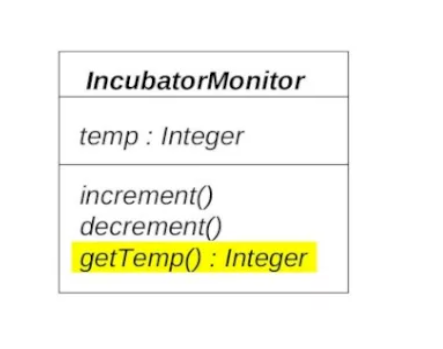 IncubatorMonitor
temp : Integer
increment()
decrement()
getTemp() : Integer